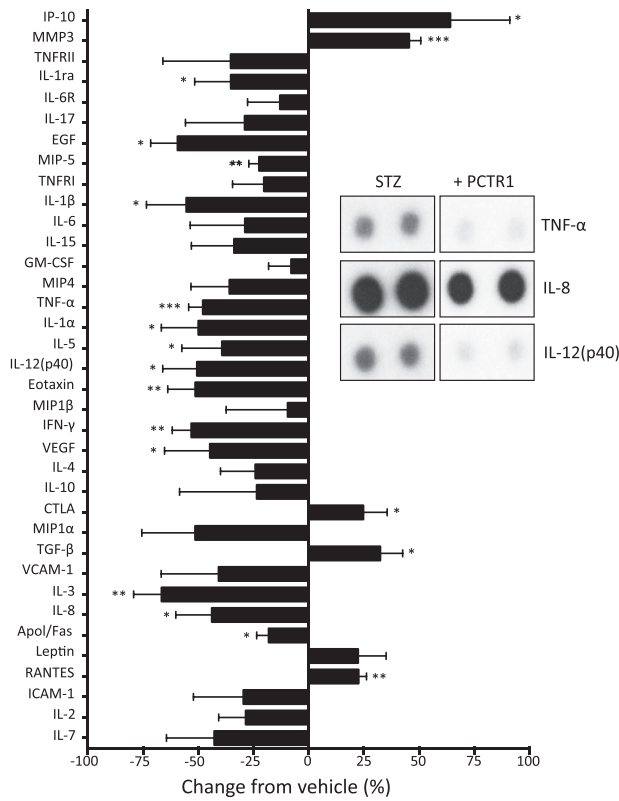 IP-10
*
MMP3
***
TNFRII
IL-1ra
*
IL-6R
IL-17
EGF
*
MIP-5
**
TNFRI
STZ
+ PCTR1
IL-1β
*
IL-6
TNF-α
IL-15
GM-CSF
MIP4
IL-8
TNF-α
***
IL-1α
*
IL-5
*
IL-12(p40)
IL-12(p40)
*
Eotaxin
**
MIP1β
IFN-γ
**
VEGF
*
IL-4
IL-10
CTLA
*
MIP1α
TGF-β
*
VCAM-1
IL-3
**
IL-8
*
Apol/Fas
*
Leptin
RANTES
**
ICAM-1
IL-2
IL-7
-100 -75 -50 -25 0 25 50 75 100
Change from vehicle (%)